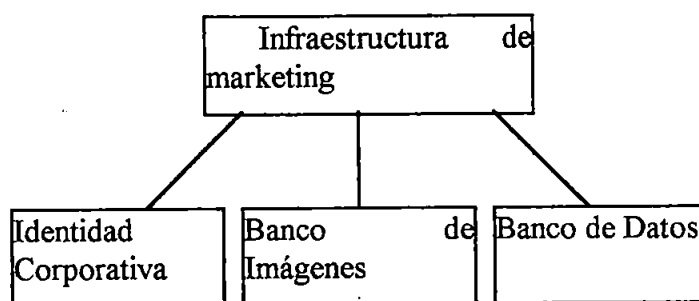 Infraestructura de
marketing
Identidad
Corporativa
Banco de
Imágenes
Banco de Datos